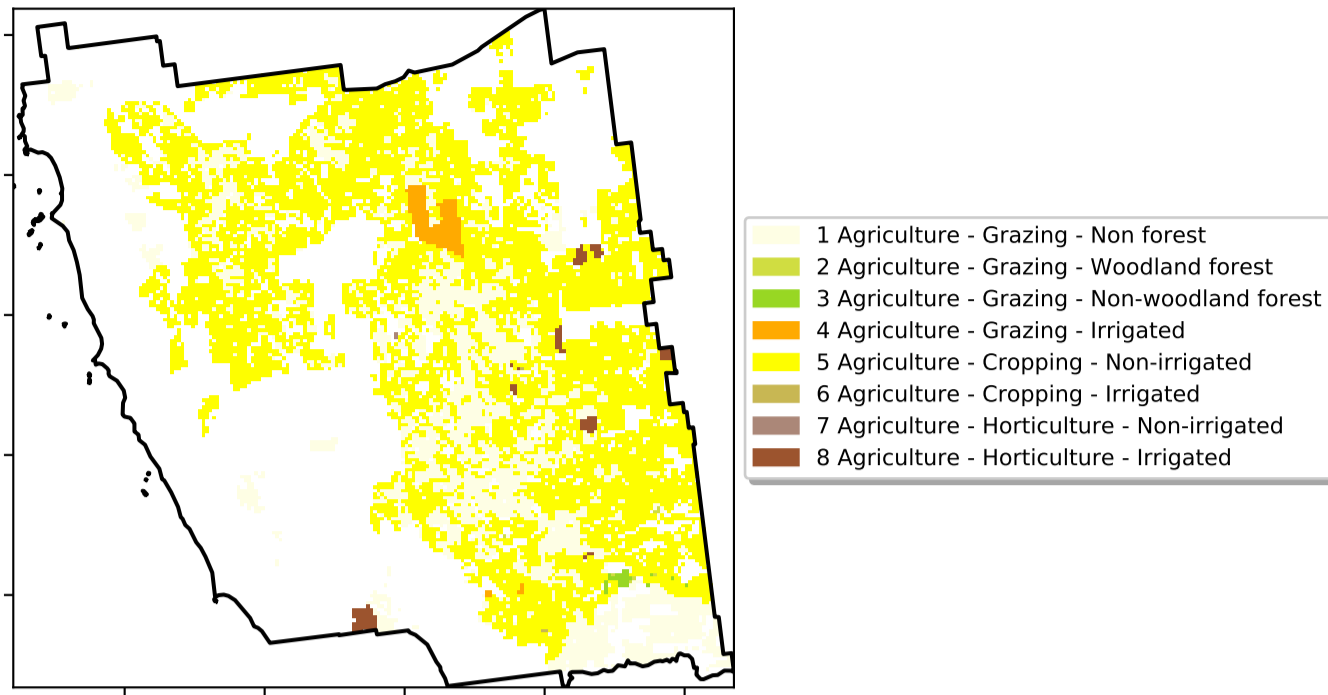 1 Agriculture - Grazing - Non forest
2 Agriculture - Grazing - Woodland forest
3 Agriculture - Grazing - Non-woodland forest
4 Agriculture - Grazing - Irrigated
5 Agriculture - Cropping - Non-irrigated
6 Agriculture - Cropping - Irrigated
7 Agriculture - Horticulture - Non-irrigated
8 Agriculture - Horticulture - Irrigated